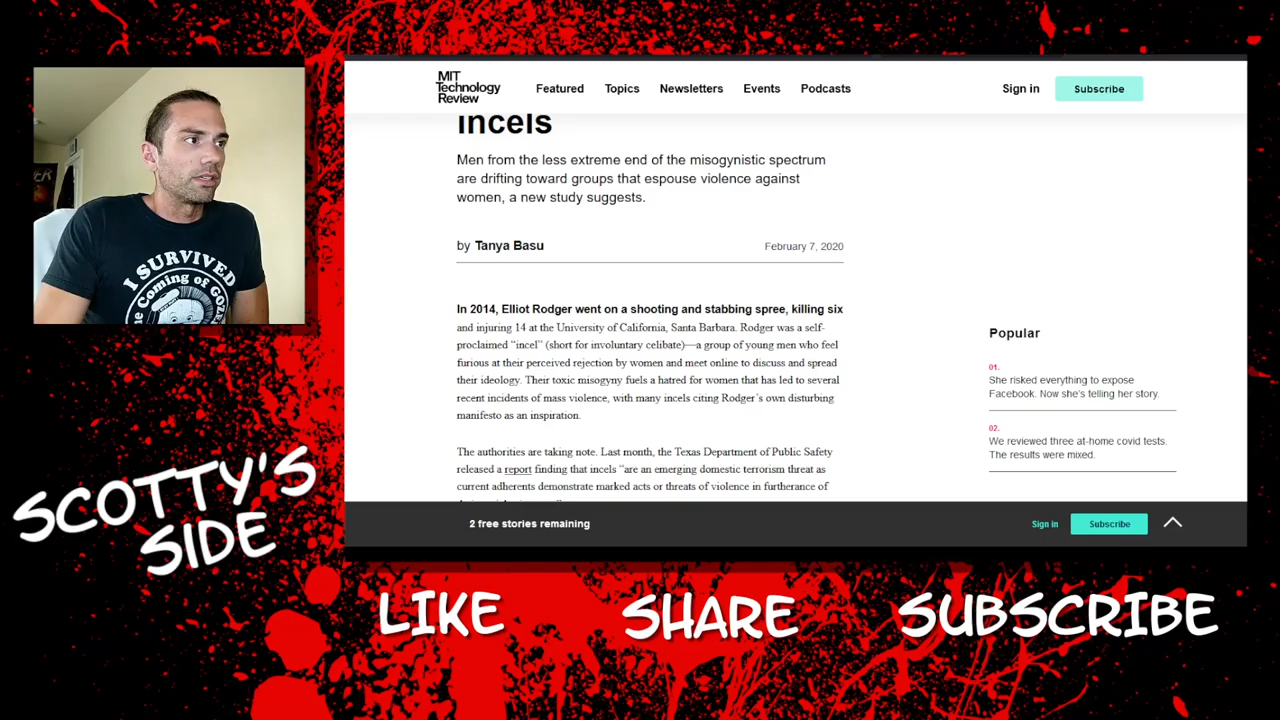 MIT
Technology
Review
Featured
Topics
Newsletters
Events
Podcasts
Sign in
Subscribe
incels
Men from the less extreme end of the misogynistic spectrum
are drifting toward groups that espouse violence against
women, a new study suggests.
by Tanya Basu
February 7, 2020
In 2014, Elliot Rodger went on a shooting and stabbing spree, killing six
and injuring 14 at the University of California, Santa Barbara. Rodger was a self-
proclaimed “incel” (short for involuntary celibate)—a group of young men who feel
furious at their perceived rejection by women and meet online to discuss and spread
their ideology. Their toxic misogyny fuels a hatred for women that has led to several
recent incidents of mass violence, with many incels citing Rodger’s own disturbing
manifesto as an inspiration.
The authorities are taking note. Last month, the Texas Department of Public Safety
released a report finding that incels “are an emerging domestic terrorism threat as
current adherents demonstrate marked acts or threats of violence in furtherance of
Popular
01.
She risked everything to expose
Facebook. Now she’s telling her story.
02.
We reviewed three at-home covid tests.
The results were mixed.
2 free stories remaining
Sign in
Subscribe
I SURVIVED
the Coming of GOZER
SCOTTY'S
SIDE
LIKE
SHARE
SUBSCRIBE